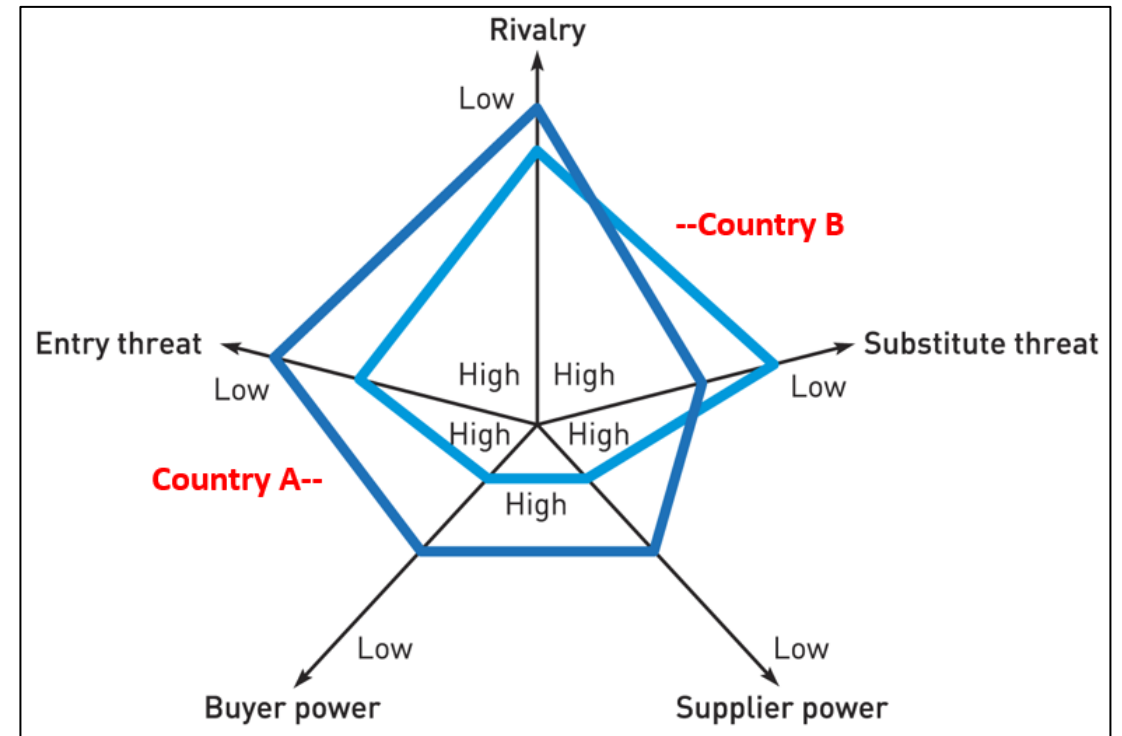 Rivalry
Low
--Country B
Entry threat
Substitute threat
High
High
Low
Low
High
High
Country A--
High
Low
Low
Buyer power
Supplier power